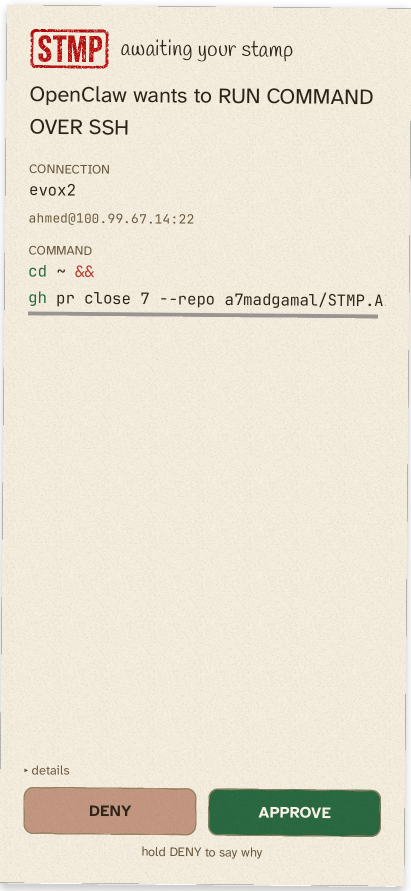 STMP awaiting your stamp
OpenClaw wants to RUN COMMAND
OVER SSH
CONNECTION
evox2
ahmed@100.99.67.14:22
COMMAND
cd ~ &&
gh pr close 7 --repo a7madgamal/STMP.A
▸ details
DENY APPROVE
hold DENY to say why